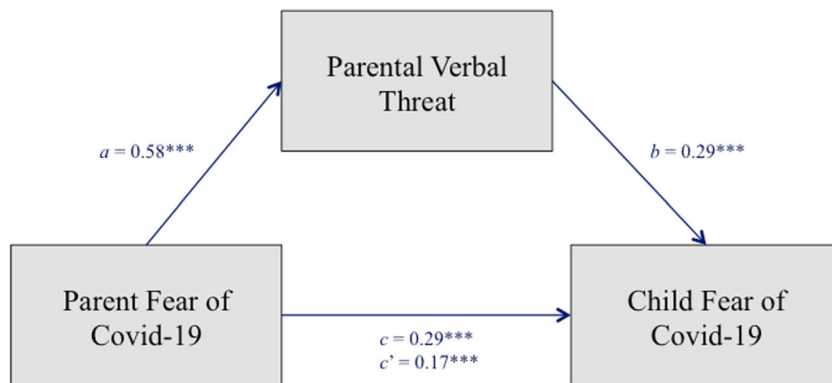 Parental Verbal
Threat
a = 0.58***
b = 0.29***
Parent Fear of
Covid-19
Child Fear of
Covid-19
c = 0.29***
c’ = 0.17***